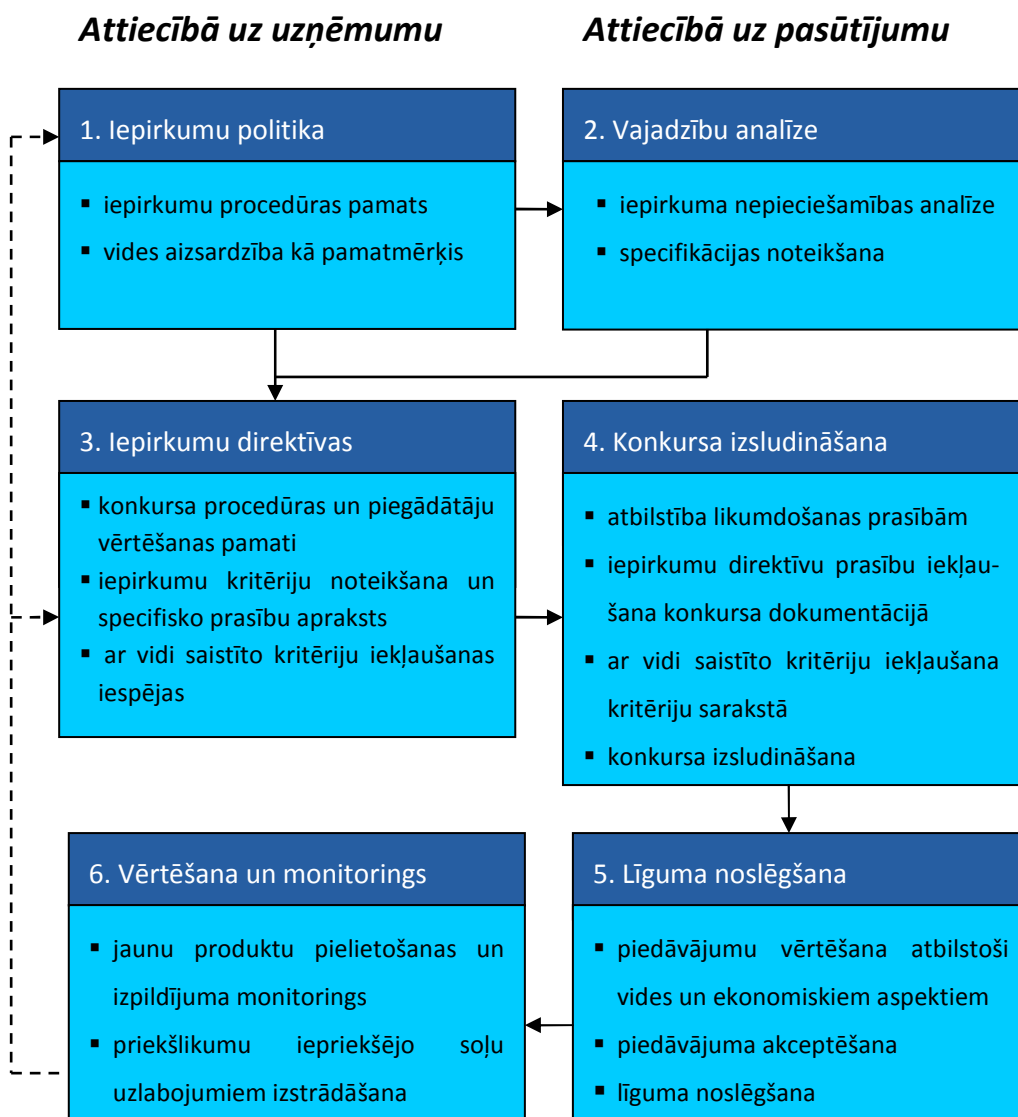 Attiecībā uz uzņēmumu
Attiecībā uz pasūtījumu
1. Iepirkumu politika
▪ iepirkumu procedūras pamats
▪ vides aizsardzība kā pamatmērķis
2. Vajadzību analīze
▪ iepirkuma nepieciešamības analīze
▪ specifikācijas noteikšana
3. Iepirkumu direktīvas
▪ konkursa procedūras un piegādātāju
vērtēšanas pamati
▪ iepirkumu kritēriju noteikšana un
specifisko prasību apraksts
▪ ar vidi saistīto kritēriju iekļaušanas
iespējas
4. Konkursa izsludināšana
▪ atbilstība likumdošanas prasībām
▪ iepirkumu direktīvu prasību iekļau-
šana konkursa dokumentācijā
▪ ar vidi saistīto kritēriju iekļaušana
kritēriju sarakstā
▪ konkursa izsludināšana
6. Vērtēšana un monitorings
▪ jaunu produktu pielietošanas un
izpildījuma monitorings
▪ priekšlikumu iepriekšējo soļu
uzlabojumiem izstrādāšana
5. Līguma noslēgšana
▪ piedāvājumu vērtēšana atbilstoši
vides un ekonomiskiem aspektiem
▪ piedāvājuma akceptēšana
▪ līguma noslēgšana